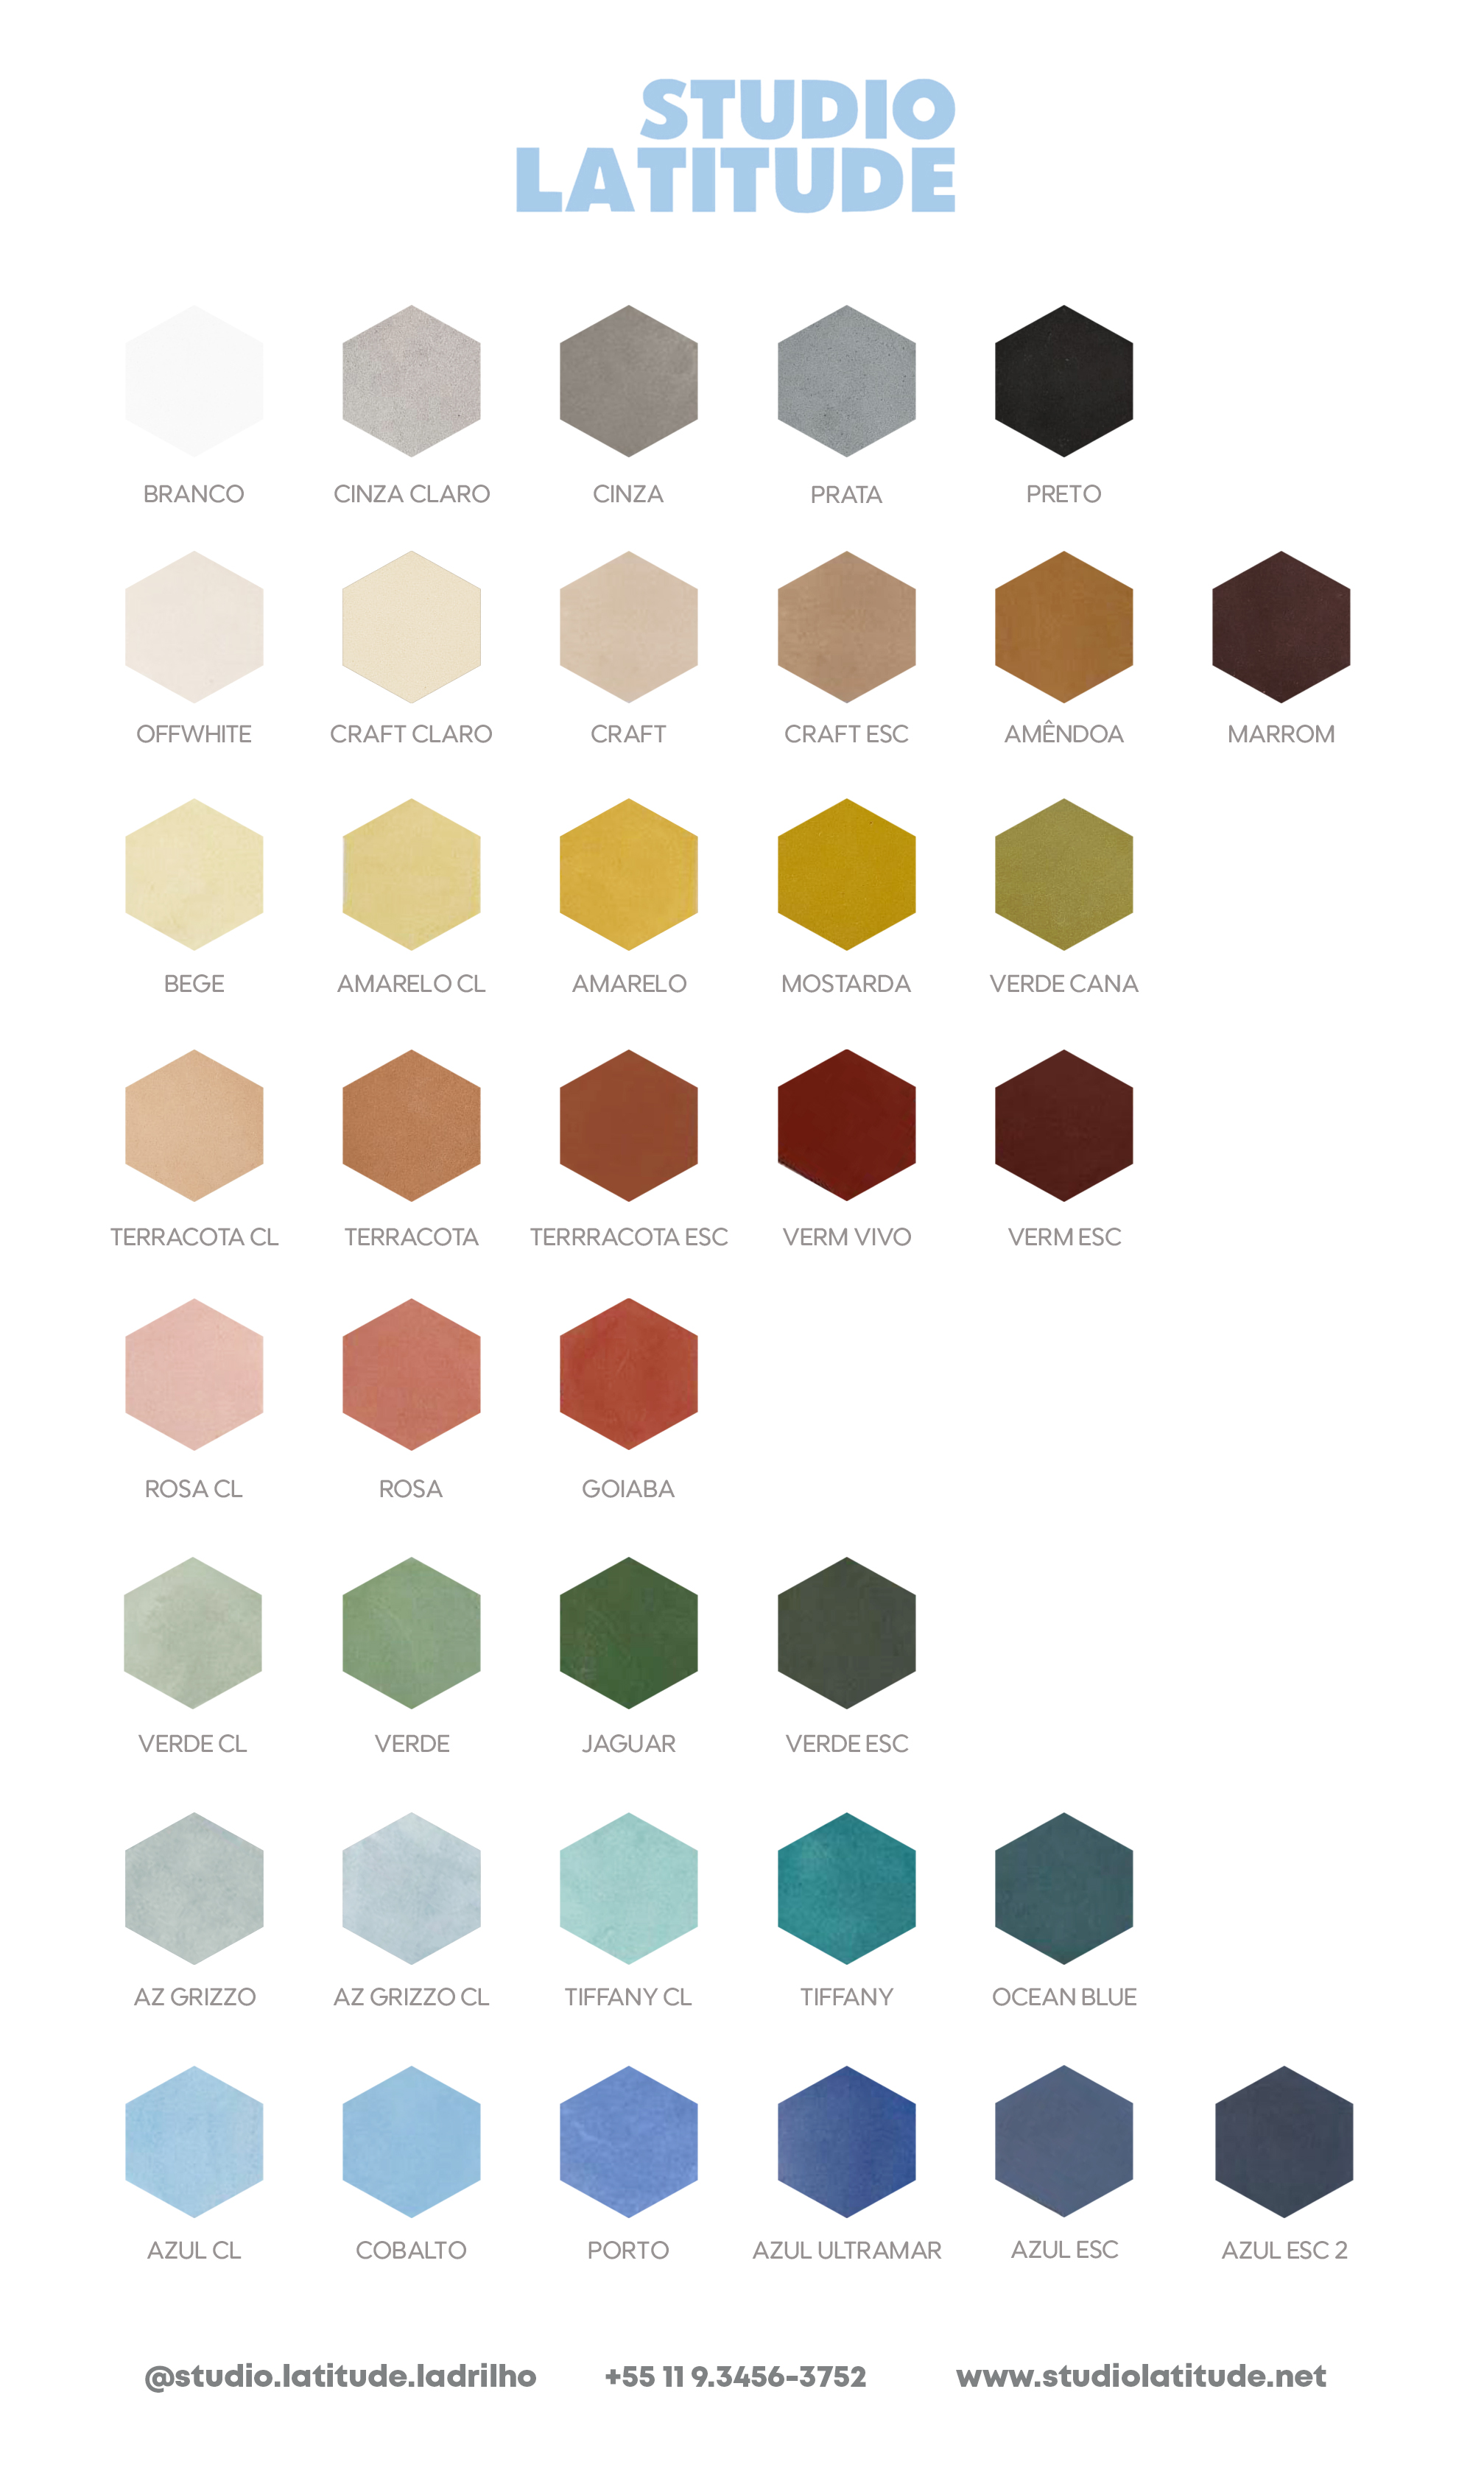 STUDIO
LATITUDE
BRANCO CINZA CLARO CINZA PRATA PRETO
OFFWHITE CRAFT CLARO CRAFT CRAFT ESC AMÊNDOA MARROM
BEGE AMARELO CL AMARELO MOSTARDA VERDE CANA
TERRACOTA CL TERRACOTA TERRRACOTA ESC VERM VIVO VERM ESC
ROSA CL ROSA GOIABA
VERDE CL VERDE JAGUAR VERDE ESC
AZ GRIZZO AZ GRIZZO CL TIFFANY CL TIFFANY OCEAN BLUE
AZUL CL COBALTO PORTO AZUL ULTRAMAR AZUL ESC AZUL ESC 2
@studio.latitude.ladrilho +55 11 9.3456-3752 www.studiolatitude.net